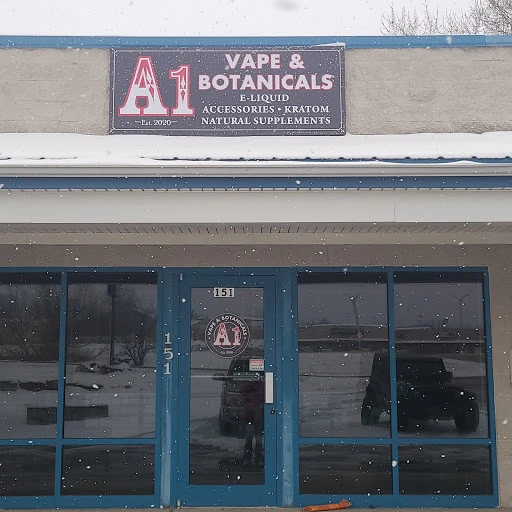 A1
VAPE &
BOTANICALS
E-LIQUID
ACCESSORIES • KRATOM
NATURAL SUPPLEMENTS
Est. 2020
151
151
VAPE & BOTANICALS
A1